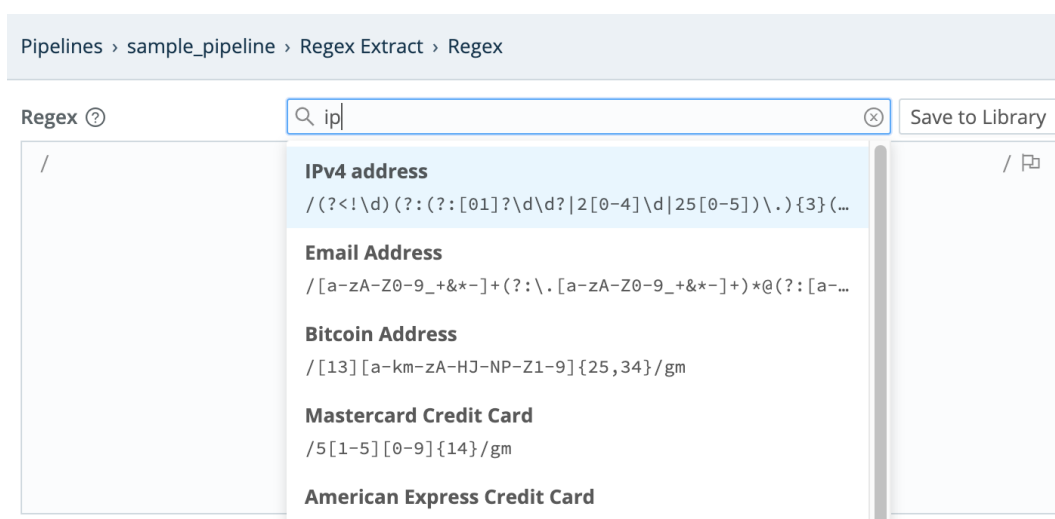 Pipelines › sample_pipeline › Regex Extract › Regex
Regex ip Save to Library
/ /
IPv4 address
/(?<!\d)(?:(?:[01]?\d\d?|2[0-4]\d|25[0-5])\.){3}(…
Email Address
/[a-zA-Z0-9_+&*-]+(?:\.[a-zA-Z0-9_+&*-]+)*@(?:[a-…
Bitcoin Address
/[13][a-km-zA-HJ-NP-Z1-9]{25,34}/gm
Mastercard Credit Card
/5[1-5][0-9]{14}/gm
American Express Credit Card